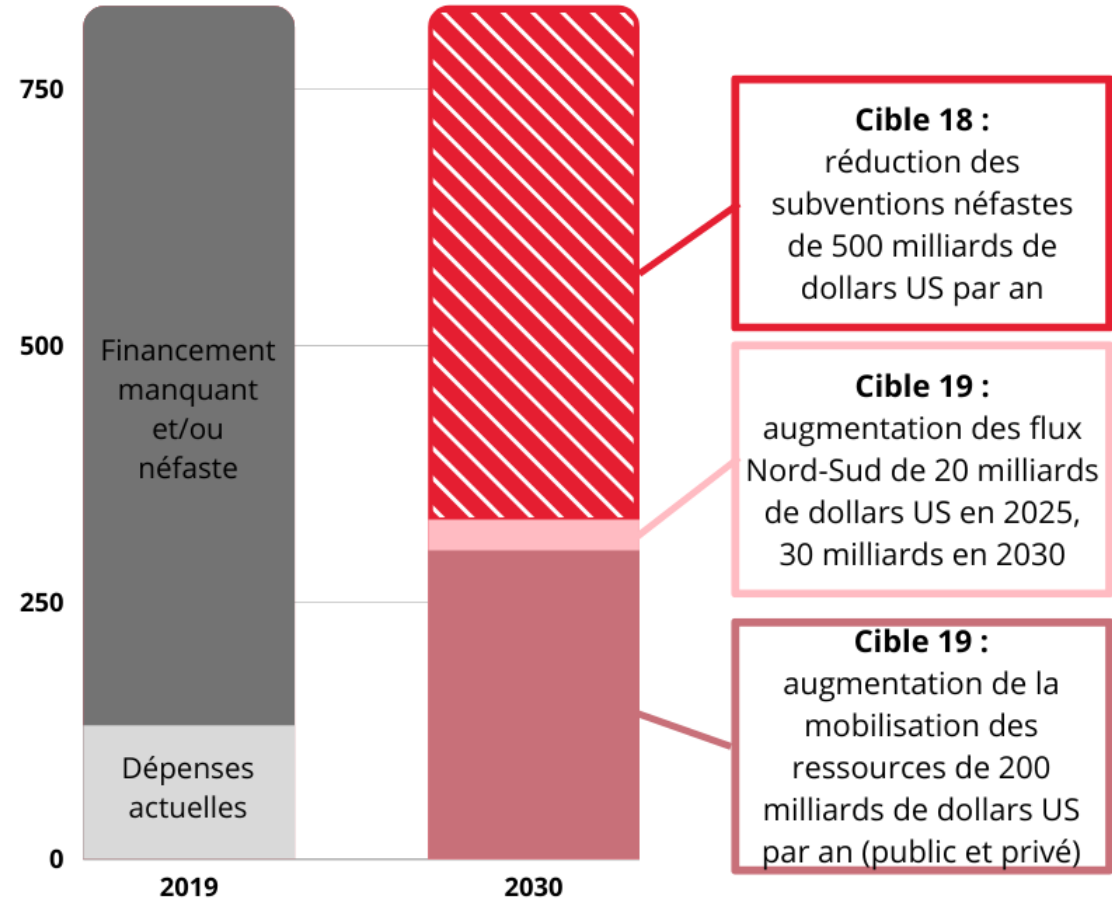 750
500
250
0
Financement
manquant
et/ou
néfaste
Dépenses
actuelles
2019
2030
Cible 18 :
réduction des
subventions néfastes
de 500 milliards de
dollars US par an
Cible 19 :
augmentation des flux
Nord-Sud de 20 milliards
de dollars US en 2025,
30 milliards en 2030
Cible 19 :
augmentation de la
mobilisation des
ressources de 200
milliards de dollars US
par an (public et privé)